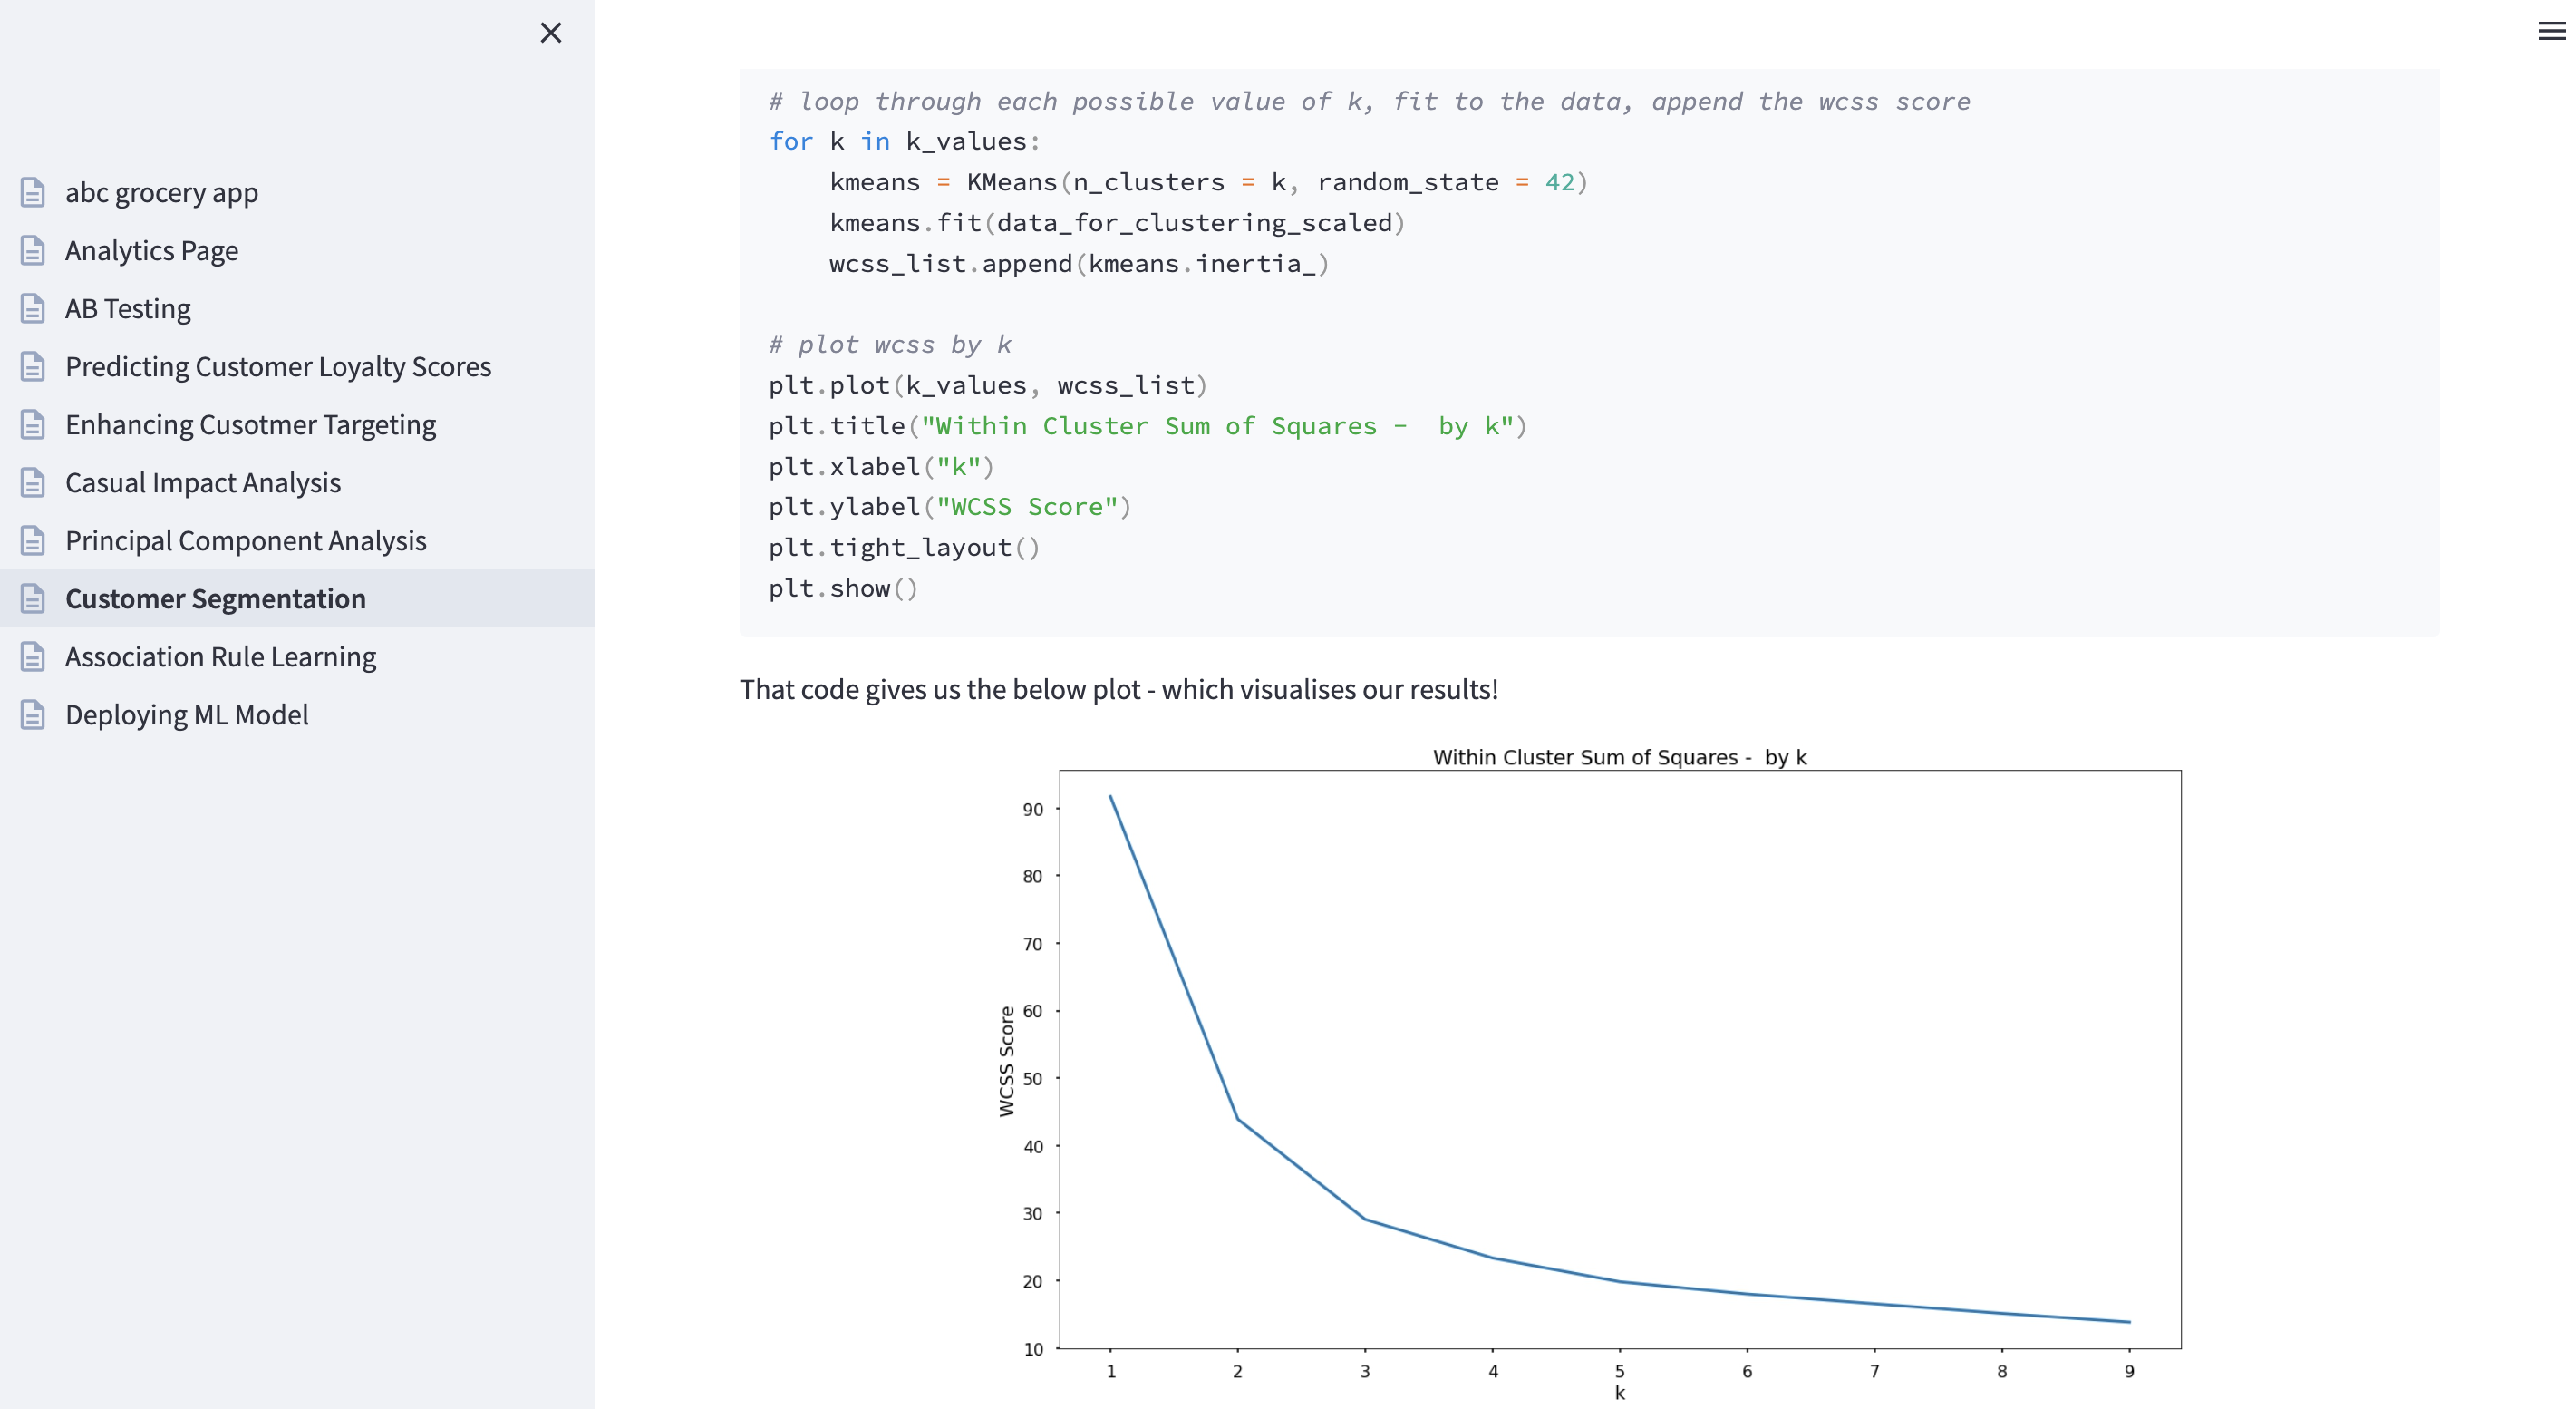 abc grocery app
Analytics Page
AB Testing
Predicting Customer Loyalty Scores
Enhancing Cusotmer Targeting
Casual Impact Analysis
Principal Component Analysis
Customer Segmentation
Association Rule Learning
Deploying ML Model
# loop through each possible value of k, fit to the data, append the wcss score
for k in k_values:
    kmeans = KMeans(n_clusters = k, random_state = 42)
    kmeans.fit(data_for_clustering_scaled)
    wcss_list.append(kmeans.inertia_)
# plot wcss by k
plt.plot(k_values, wcss_list)
plt.title("Within Cluster Sum of Squares -  by k")
plt.xlabel("k")
plt.ylabel("WCSS Score")
plt.tight_layout()
plt.show()
That code gives us the below plot - which visualises our results!
Within Cluster Sum of Squares -  by k
WCSS Score
90
80
70
60
50
40
30
20
10
1 2 3 4 5 6 7 8 9
k